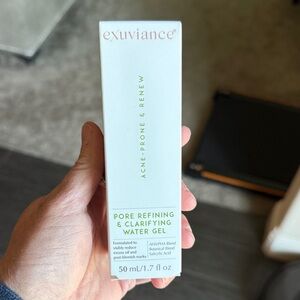 exuviance®
ACNE-PRONE & RENEW
PORE REFINING
& CLARIFYING
WATER GEL
Formulated to
visibly reduce
excess oil and
post-blemish marks
AHA/PHA Blend
Botanical Blend
Salicylic Acid
50 mL/1.7 fl oz